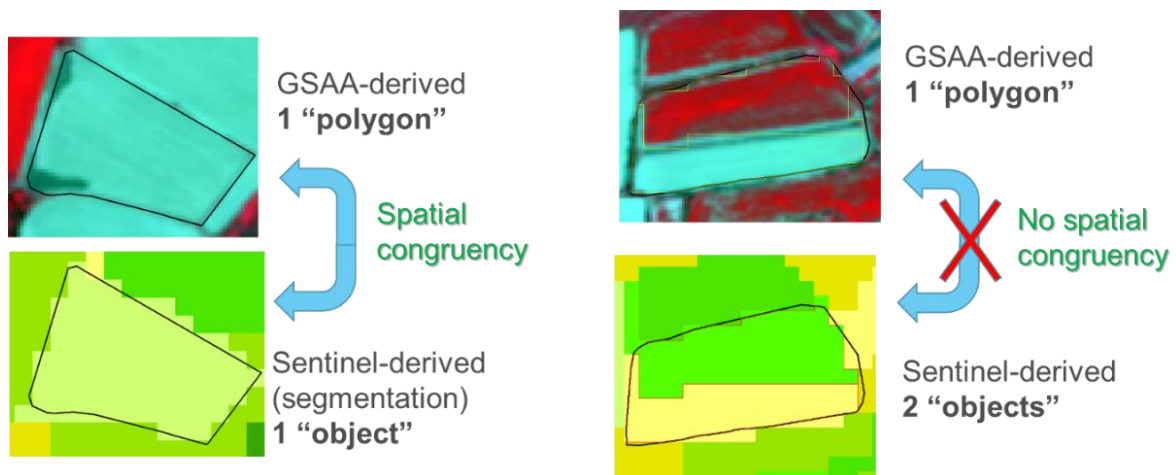 GSAA-derived
1 “polygon”
Spatial
congruency
Sentinel-derived
(segmentation)
1 “object”
GSAA-derived
1 “polygon”
No spatial
congruency
Sentinel-derived
2 “objects”